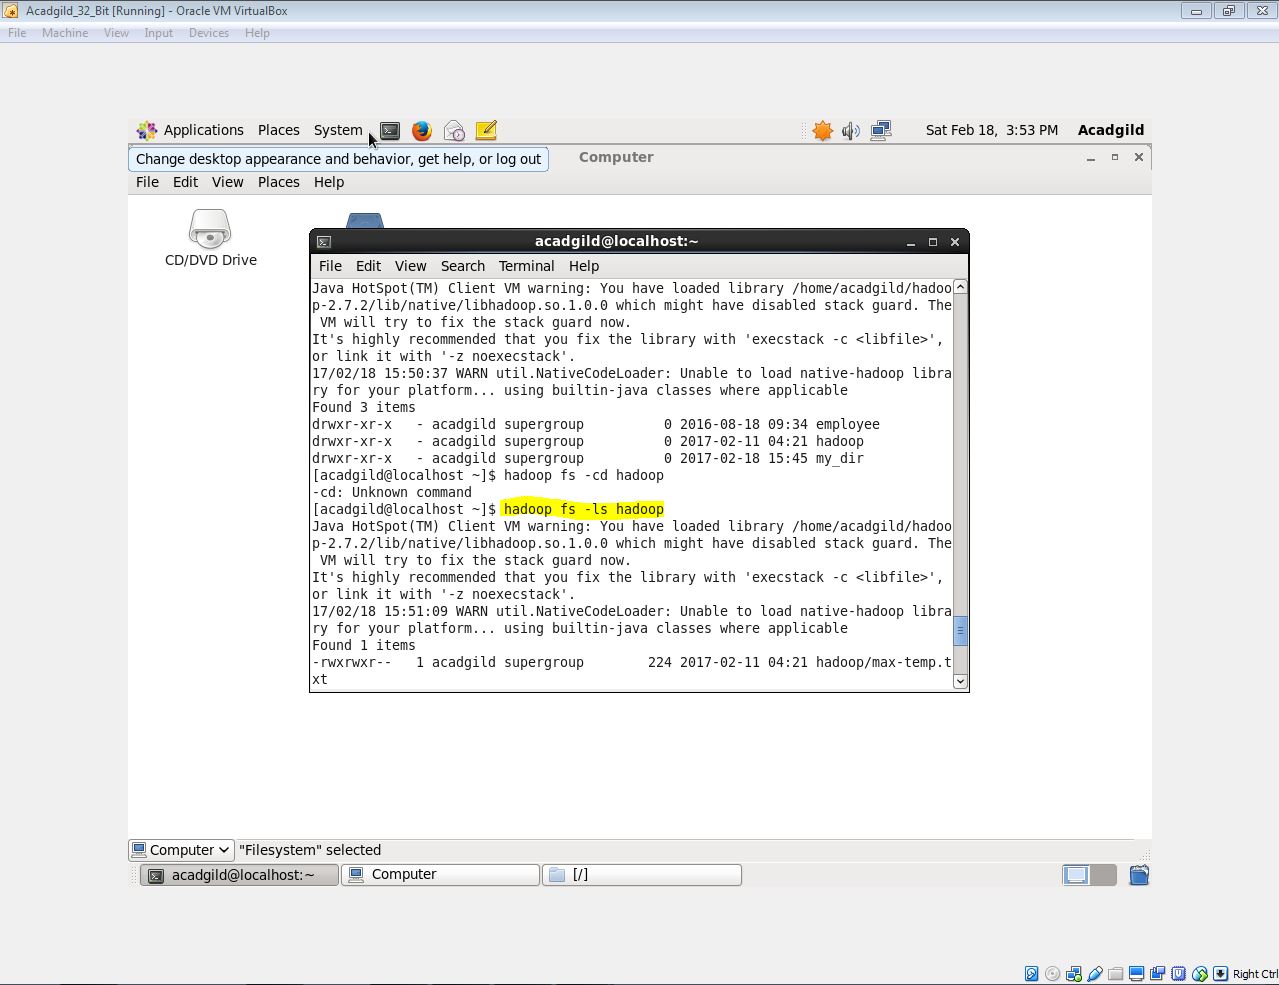 Acadgild_32_Bit [Running] - Oracle VM VirtualBox
File Machine View Input Devices Help
Applications Places System Sat Feb 18, 3:53 PM Acadgild
Change desktop appearance and behavior, get help, or log out Computer
File Edit View Places Help
CD/DVD Drive
acadgild@localhost:~
File Edit View Search Terminal Help
Java HotSpot(TM) Client VM warning: You have loaded library /home/acadgild/hadoo
p-2.7.2/lib/native/libhadoop.so.1.0.0 which might have disabled stack guard. The
 VM will try to fix the stack guard now.
It's highly recommended that you fix the library with 'execstack -c <libfile>',
or link it with '-z noexecstack'.
17/02/18 15:50:37 WARN util.NativeCodeLoader: Unable to load native-hadoop libra
ry for your platform... using builtin-java classes where applicable
Found 3 items
drwxr-xr-x   - acadgild supergroup          0 2016-08-18 09:34 employee
drwxr-xr-x   - acadgild supergroup          0 2017-02-11 04:21 hadoop
drwxr-xr-x   - acadgild supergroup          0 2017-02-18 15:45 my_dir
[acadgild@localhost ~]$ hadoop fs -cd hadoop
-cd: Unknown command
[acadgild@localhost ~]$ hadoop fs -ls hadoop
Java HotSpot(TM) Client VM warning: You have loaded library /home/acadgild/hadoo
p-2.7.2/lib/native/libhadoop.so.1.0.0 which might have disabled stack guard. The
 VM will try to fix the stack guard now.
It's highly recommended that you fix the library with 'execstack -c <libfile>',
or link it with '-z noexecstack'.
17/02/18 15:51:09 WARN util.NativeCodeLoader: Unable to load native-hadoop libra
ry for your platform... using builtin-java classes where applicable
Found 1 items
-rwxrwxr--   1 acadgild supergroup        224 2017-02-11 04:21 hadoop/max-temp.t
xt
Computer "Filesystem" selected
acadgild@localhost:~ Computer [/]
Right Ctrl